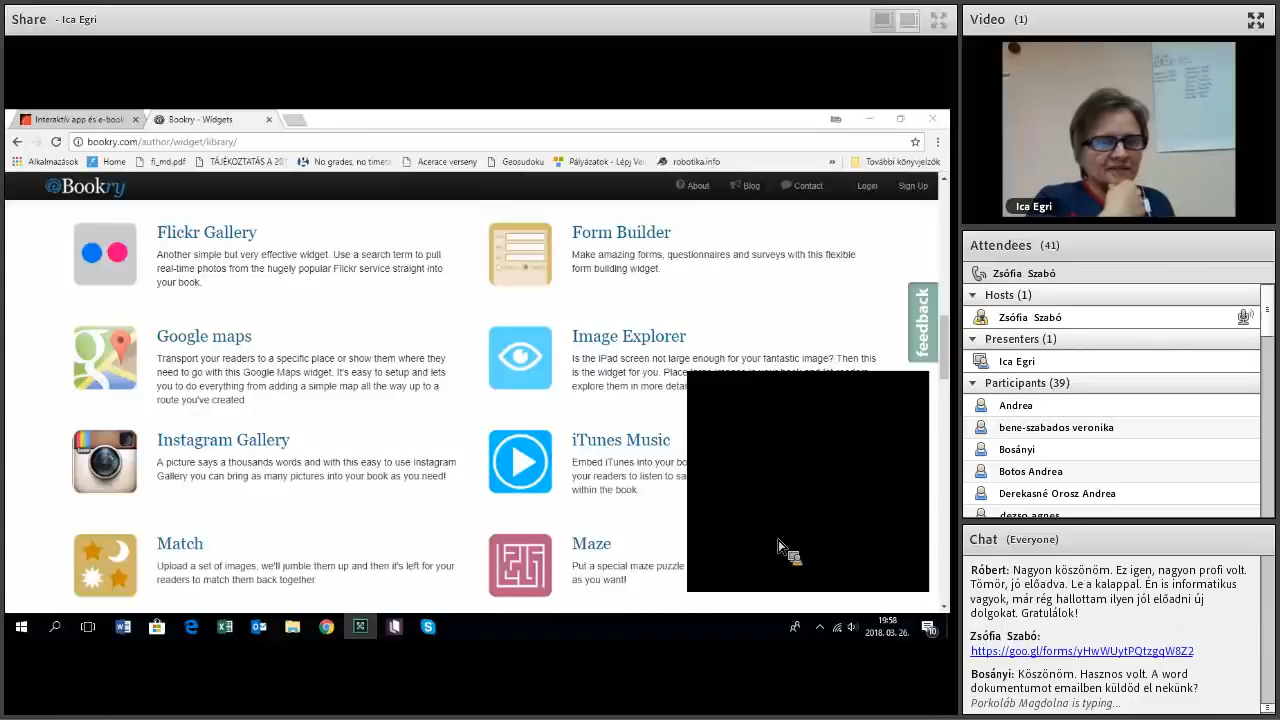 Share - Ica Egri
Interaktív app és e-book
Bookry - Widgets
bookry.com/author/widget/library/
Alkalmazások
Home
fi_md.pdf
TÁJÉKOZTATÁS A 20
No grades, no timeta
Acerace verseny
Geosudoku
Pályázatok - Lépj Ve
robotika.info
»
További könyvjelzők
Bookry
About
Blog
Contact
Login
Sign Up
Flickr Gallery
Another simple but very effective widget. Use a search term to pull
real-time photos from the hugely popular Flickr service straight into
your book.
Form Builder
Make amazing forms, questionnaires and surveys with this flexible
form building widget.
feedback
Google maps
Transport your readers to a specific place or show them where they
need to go with this Google Maps widget. It's easy to setup and lets
you to do everything from adding a simple map all the way up to a
route you've created
Image Explorer
Is the iPad screen not large enough for your fantastic image? Then this
is the widget for you. Place large images in your book and let readers
explore them in more detai
Instagram Gallery
A picture says a thousands words and with this easy to use Instagram
Gallery you can bring as many pictures into your book as you need!
iTunes Music
Embed iTunes into your bo
your readers to listen to sa
within the book.
Match
Upload a set of images, we'll jumble them up and then it's left for your
readers to match them back together.
Maze
Put a special maze puzzle
as you want!
19:58
2018. 03. 26.
10
Video (1)
Ica Egri
Attendees (41)
Zsófia Szabó
Hosts (1)
Zsófia Szabó
Presenters (1)
Ica Egri
Participants (39)
Andrea
bene-szabados veronika
Bosányi
Botos Andrea
Derekasné Orosz Andrea
dezso agnes
Chat (Everyone)
Róbert: Nagyon köszönöm. Ez igen, nagyon profi volt.
Tömör, jó előadva. Le a kalappal. Én is informatikus
vagyok, már rég hallottam ilyen jól előadni új
dolgokat. Gratulálok!
Zsófia Szabó:
https://goo.gl/forms/yHwWUytPQtzgqW8Z2
Bosányi: Köszönöm. Hasznos volt. A word
dokumentumot emailben küldöd el nekünk?
Porkoláb Magdolna is typing...